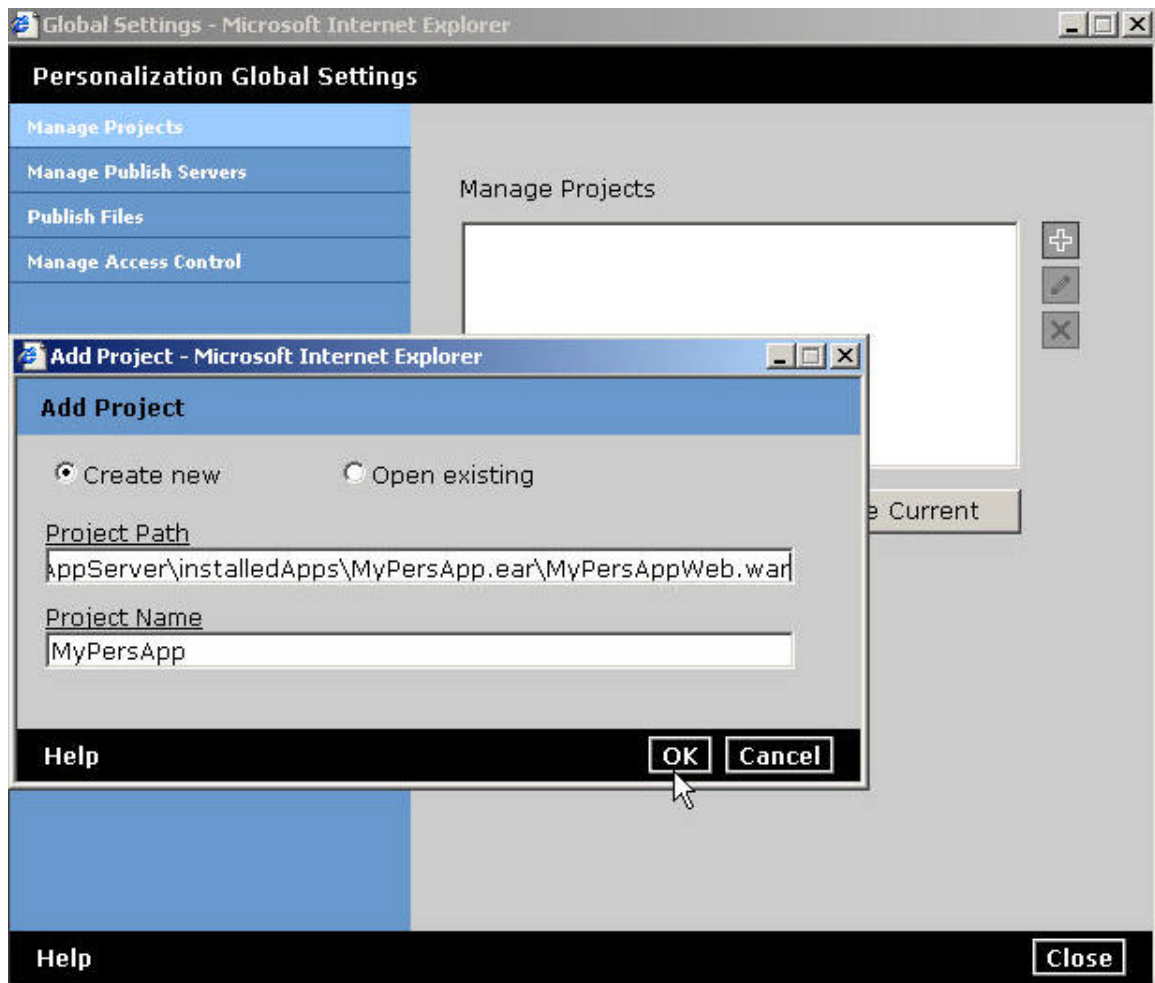 Global Settings - Microsoft Internet Explorer
Personalization Global Settings
Manage Projects
Manage Publish Servers
Publish Files
Manage Access Control
Manage Projects
Add Project - Microsoft Internet Explorer
Add Project
Create new
Open existing
Current
Project Path
AppServer\installedApps\MyPersApp.ear\MyPersAppWeb.war
Project Name
MyPersApp
Help
OK
Cancel
Help
Close